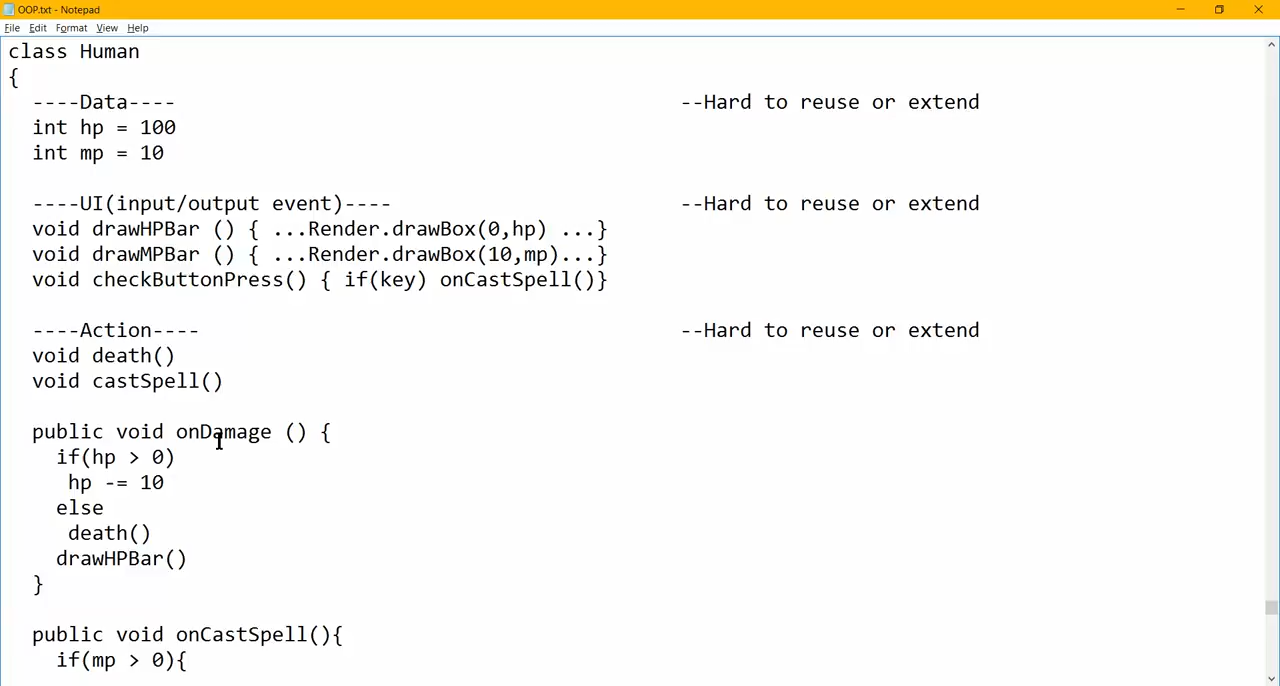 OOP.txt - Notepad
File Edit Format View Help
class Human
{
----Data---- --Hard to reuse or extend
int hp = 100
int mp = 10
----UI(input/output event)---- --Hard to reuse or extend
void drawHPBar () { ...Render.drawBox(0,hp) ...}
void drawMPBar () { ...Render.drawBox(10,mp)...}
void checkButtonPress() { if(key) onCastSpell()}
----Action---- --Hard to reuse or extend
void death()
void castSpell()
public void onDamage () {
if(hp > 0)
hp -= 10
else
death()
drawHPBar()
}
public void onCastSpell(){
if(mp > 0){